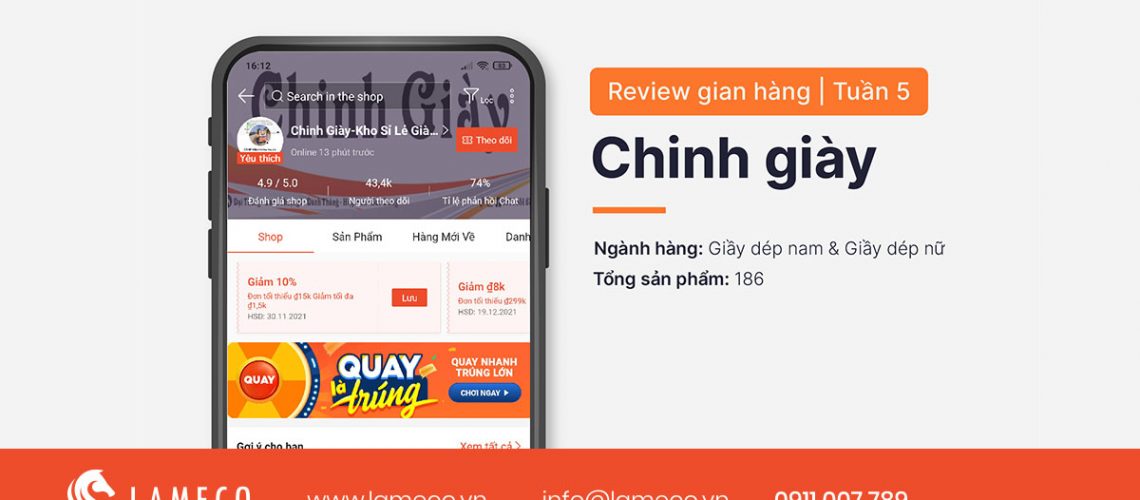 16:12
83
Chinh Giày
Search in the shop
Lọc
Chinh Giày-Kho Sỉ Lẻ Già...
Theo dõi
Online 13 phút trước
Yêu thích
4.9 / 5.0
43,4k
74%
Đánh giá shop
Người theo dõi
Tỉ lệ phản hồi Chat
Shop
Sản Phẩm
Hàng Mới Về
Danh
Giảm 10%
Đơn tối thiểu ₫15k Giảm tối đa
₫1,5k
HSD: 30.11.2021
Lưu
Giảm ₫8k
Đơn tối thiểu ₫299k
HSD: 19.12.2021
QUAY
QUAY
là trúng
QUAY NHANH
TRÚNG LỚN
CHƠI NGAY
Gợi ý cho bạn
Xem tất cả
Review gian hàng | Tuần 5
Chinh giày
Ngành hàng: Giầy dép nam & Giầy dép nữ
Tổng sản phẩm: 186
LAMECO
www.lameco.vn
info@lameco.vn
0911 007 789